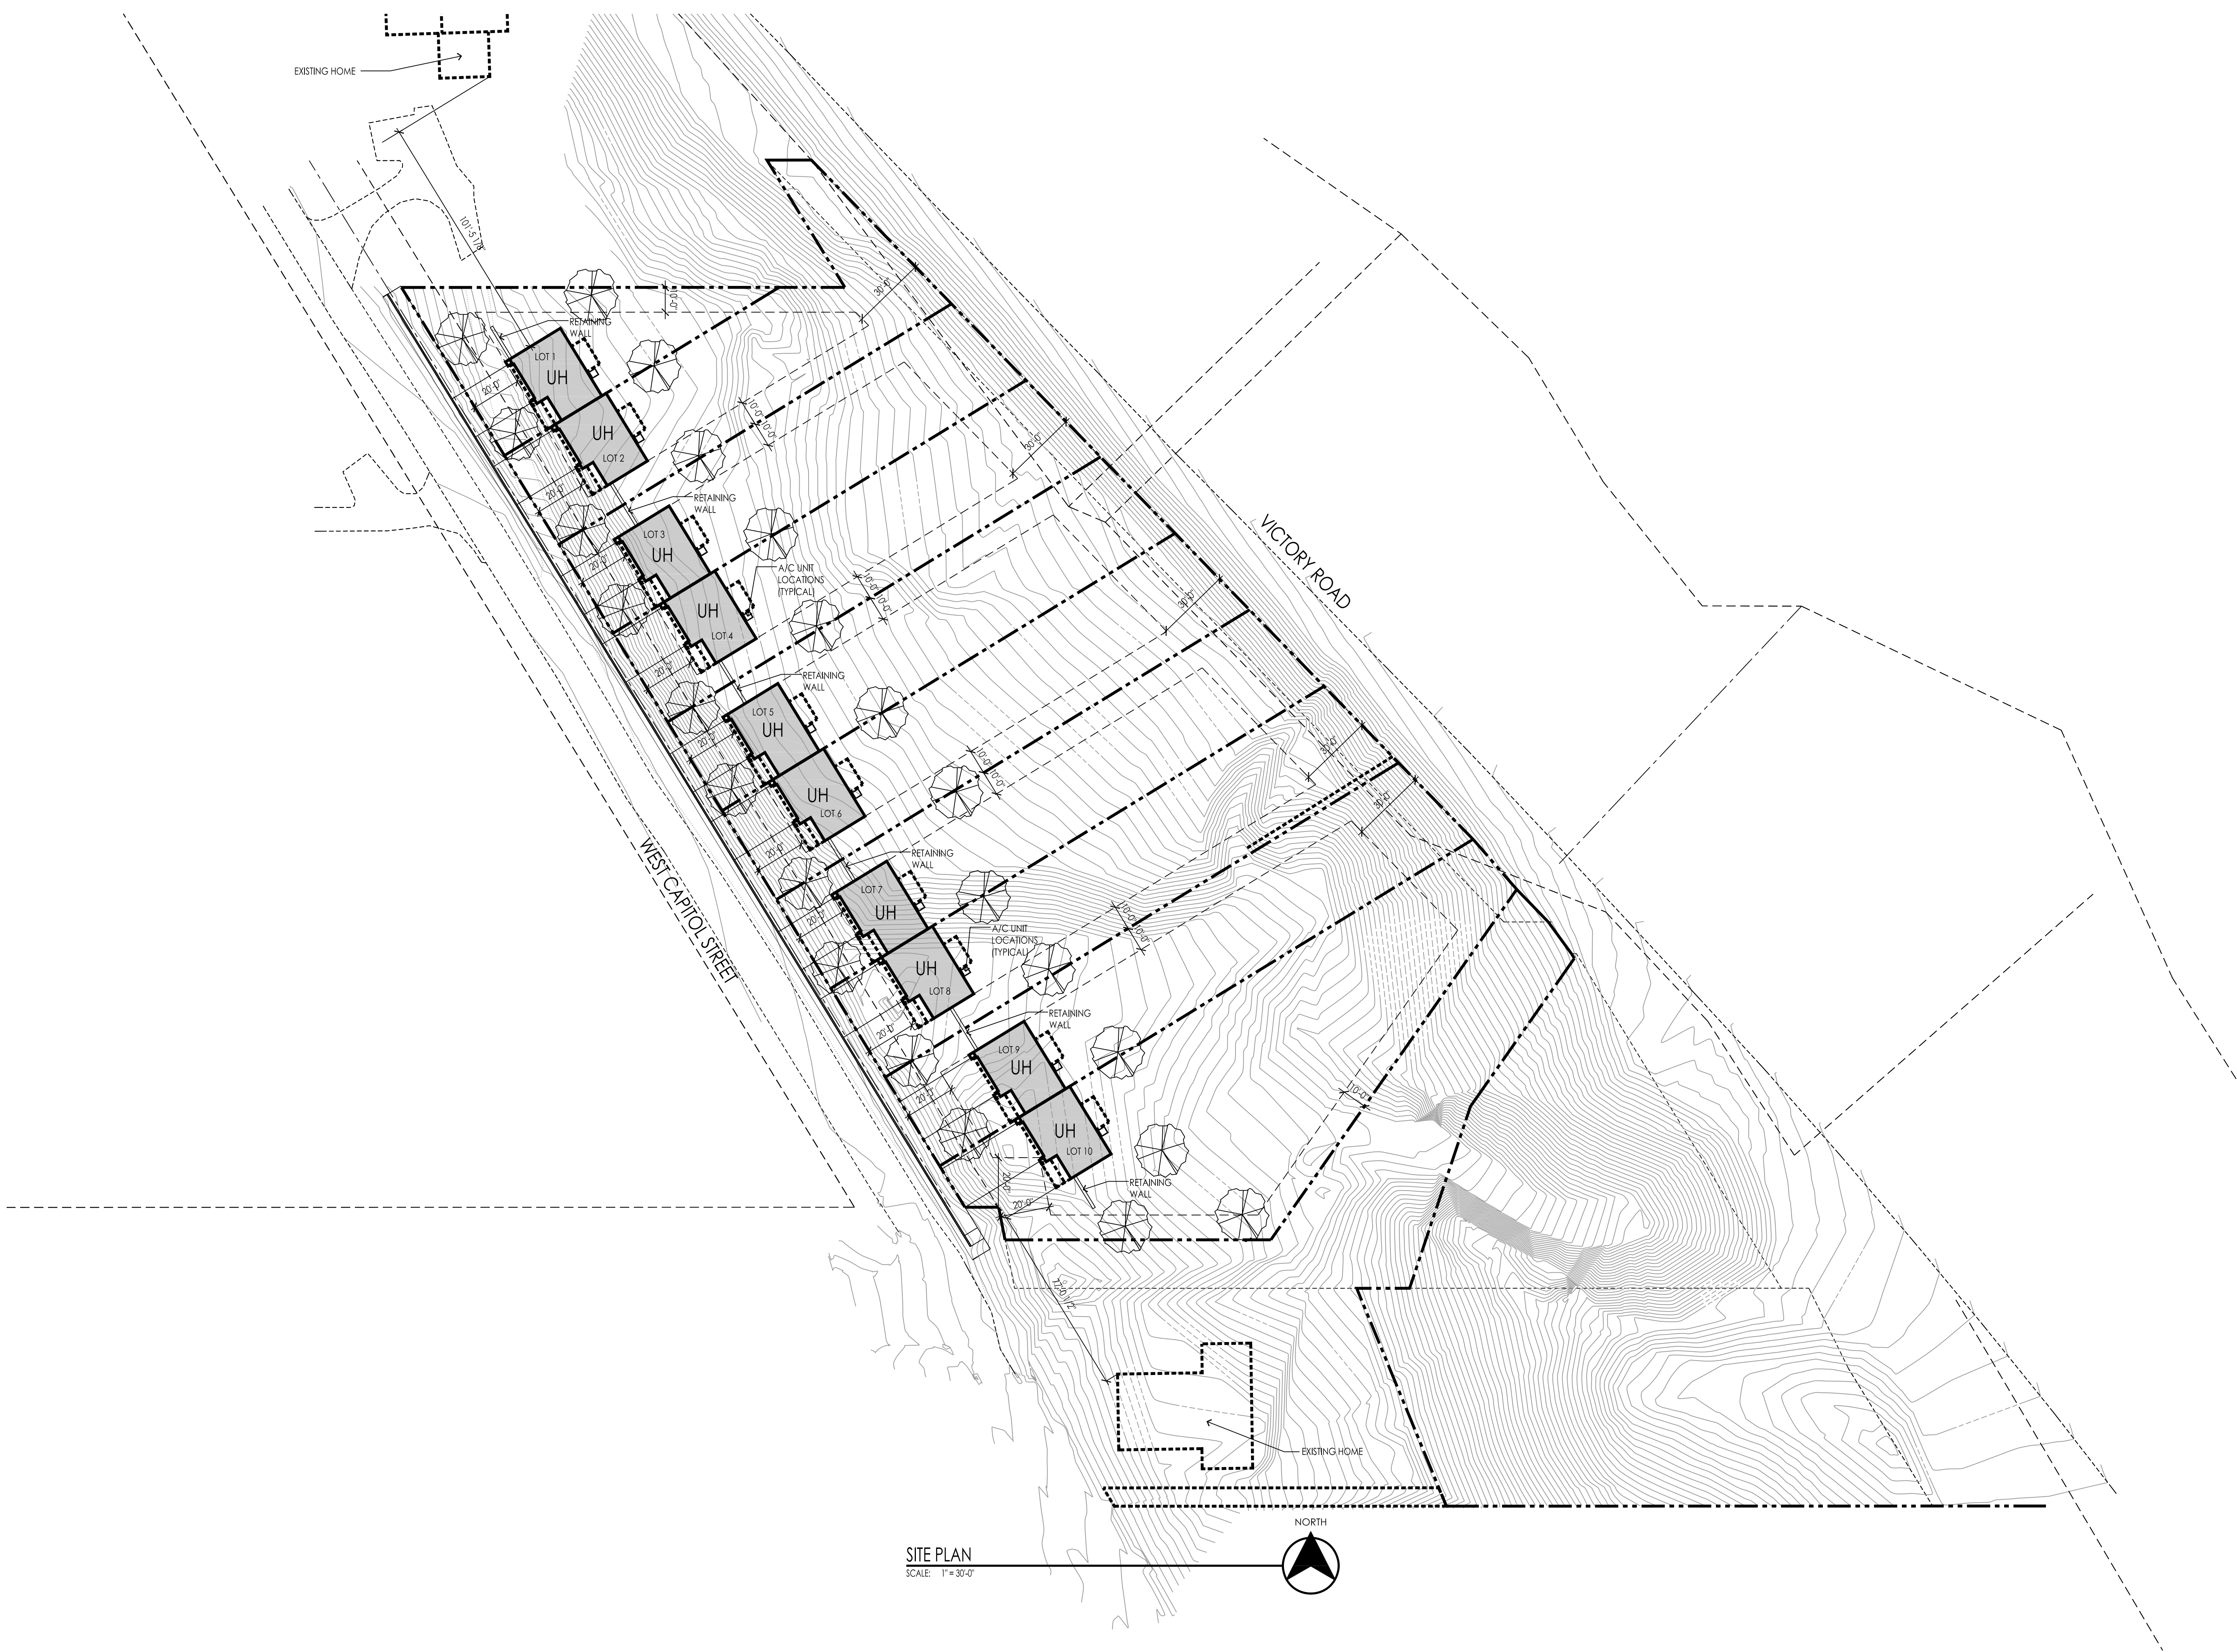 EXISTING HOME
101'-5 1/8"
10'-0"
30'-0"
RETAINING
WALL
LOT 1
UH
20'-0"
UH
LOT 2
20'-0"
10'-0"
10'-0"
30'-0"
RETAINING
WALL
LOT 3
UH
20'-0"
A/C UNIT
LOCATIONS
(TYPICAL)
UH
LOT 4
20'-0"
10'-0"
10'-0"
30'-0"
VICTORY ROAD
RETAINING
WALL
LOT 5
UH
20'-0"
UH
LOT 6
20'-0"
10'-0"
10'-0"
30'-0"
30'-0"
WEST CAPITOL STREET
RETAINING
WALL
LOT 7
UH
20'-0"
A/C UNIT
LOCATIONS
(TYPICAL)
UH
LOT 8
20'-0"
10'-0"
10'-0"
RETAINING
WALL
LOT 9
UH
20'-0"
UH
LOT 10
10'-0"
RETAINING
WALL
20'-0"
20'-0"
72'-0 1/2"
EXISTING HOME
NORTH
SITE PLAN
SCALE: 1" = 30'-0"